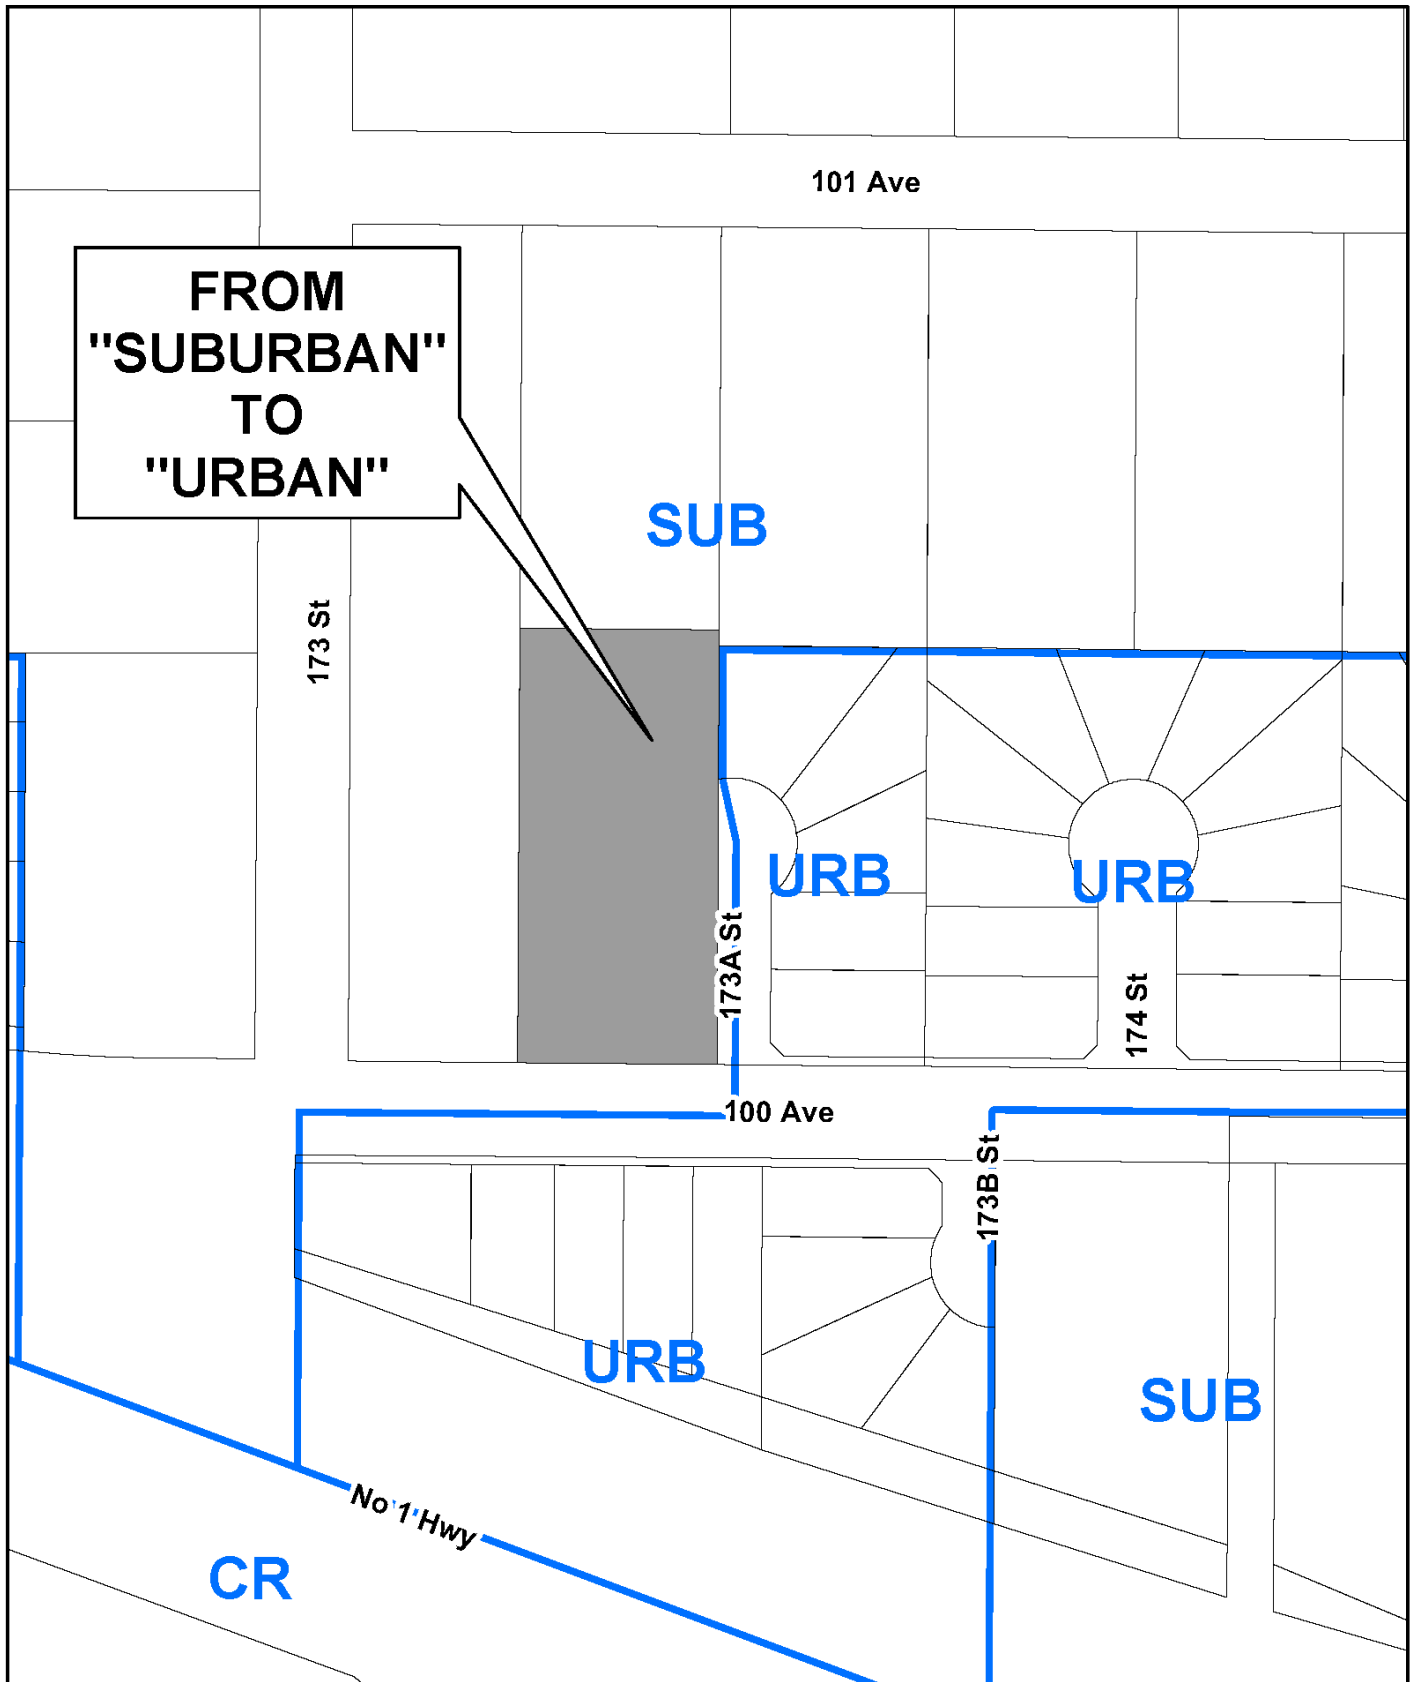 101 Ave
FROM
"SUBURBAN"
TO
"URBAN"
SUB
173 St
URB
URB
173A St
174 St
100 Ave
173B St
URB
SUB
No 1 Hwy
CR